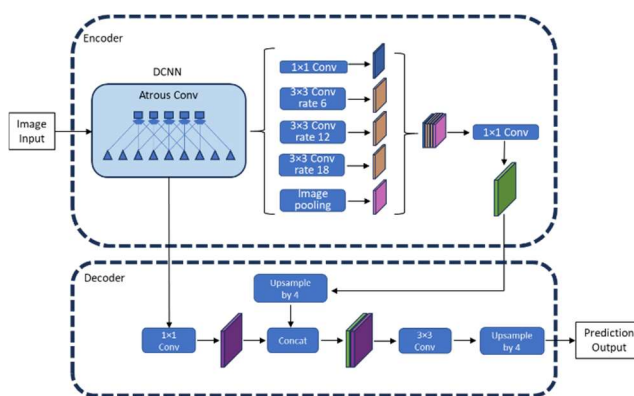 Encoder
DCNN
Atrous Conv
Image
Input
1×1 Conv
3×3 Conv
rate 6
3×3 Conv
rate 12
3×3 Conv
rate 18
Image
pooling
1×1 Conv
Decoder
Upsample
by 4
1×1
Conv
Concat
3×3
Conv
Upsample
by 4
Prediction
Output